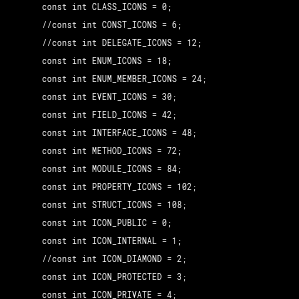 const int CLASS_ICONS = 0;
//const int CONST_ICONS = 6;
//const int DELEGATE_ICONS = 12;
const int ENUM_ICONS = 18;
const int ENUM_MEMBER_ICONS = 24;
const int EVENT_ICONS = 30;
const int FIELD_ICONS = 42;
const int INTERFACE_ICONS = 48;
const int METHOD_ICONS = 72;
const int MODULE_ICONS = 84;
const int PROPERTY_ICONS = 102;
const int STRUCT_ICONS = 108;
const int ICON_PUBLIC = 0;
const int ICON_INTERNAL = 1;
//const int ICON_DIAMOND = 2;
const int ICON_PROTECTED = 3;
const int ICON_PRIVATE = 4;